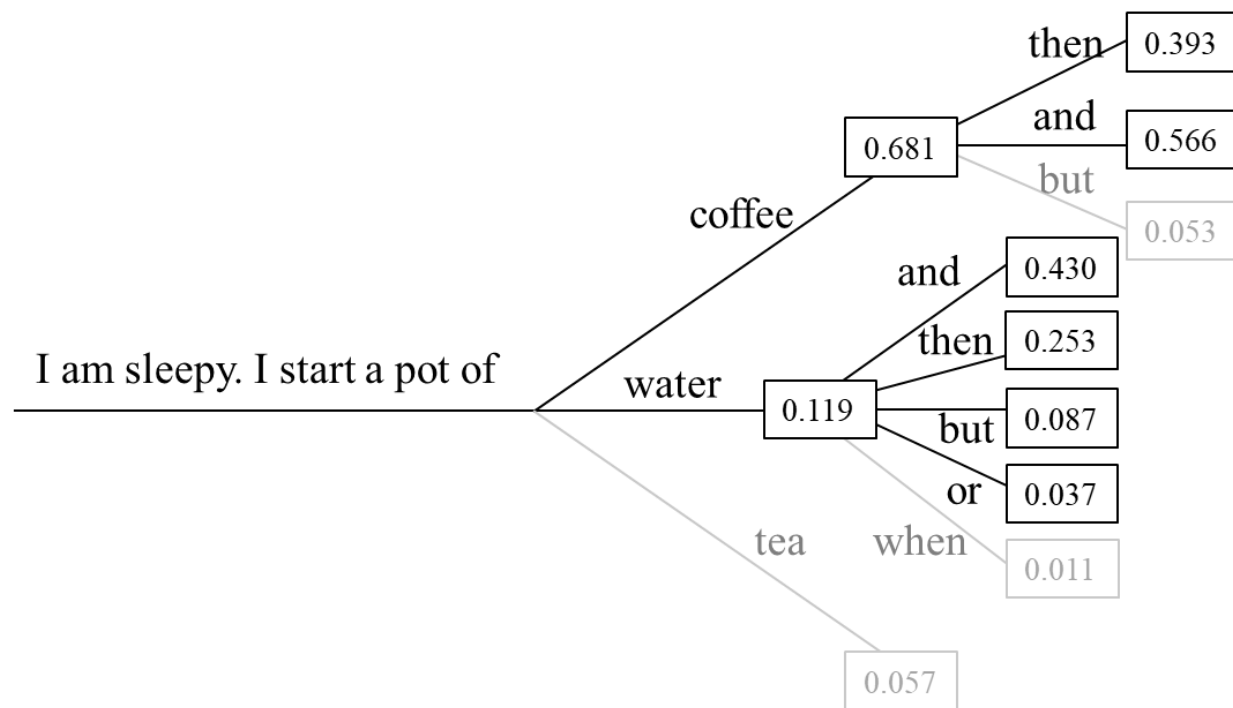 then
0.393
and
0.681
0.566
but
coffee
0.053
and
0.430
then
0.253
I am sleepy. I start a pot of
water
0.119
but
0.087
or
0.037
tea
when
0.011
0.057